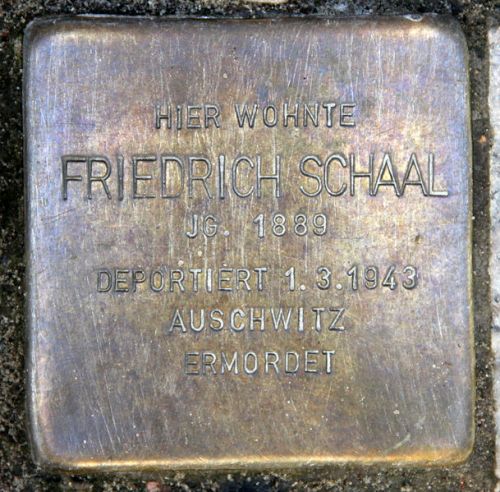 HIER WOHNTE
FRIEDRICH SCHAAL
JG. 1889
DEPORTIERT 1.3.1943
AUSCHWITZ
ERMORDET